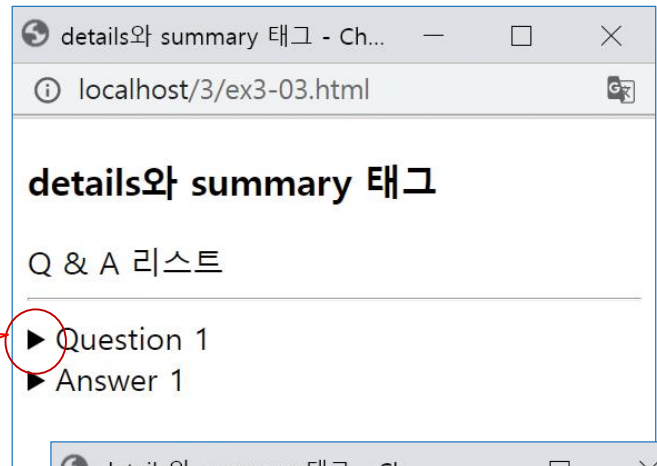 details와 summary 태그 - Ch...
localhost/3/ex3-03.html
details와 summary 태그
Q & A 리스트
▶ Question 1
▶ Answer 1